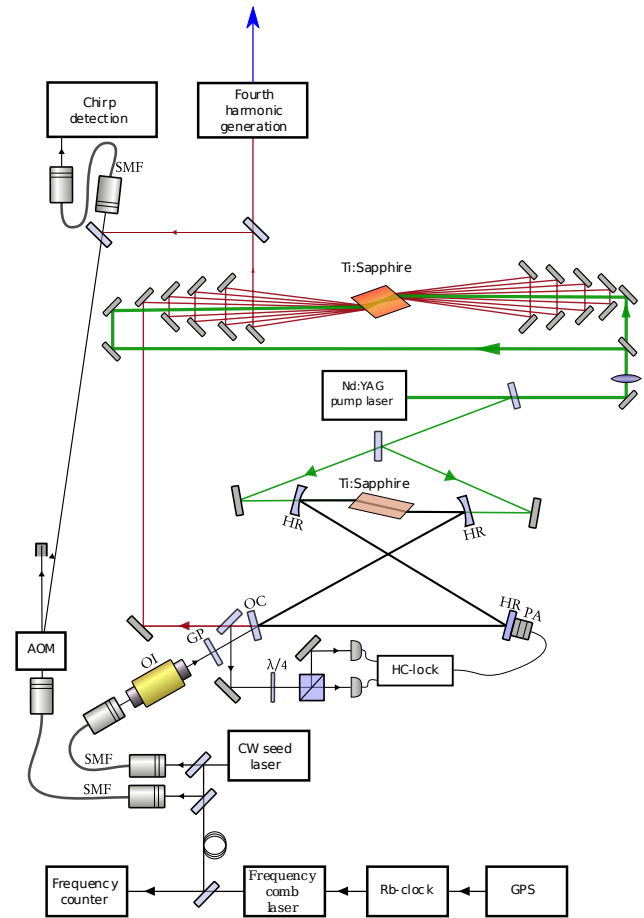 Chirp
detection
Fourth
harmonic
generation
SMF
Ti:Sapphire
Nd:YAG
pump laser
Ti:Sapphire
HR
HR
OC
HR
PA
GP
AOM
OI
λ/4
HC-lock
SMF
CW seed
laser
SMF
Frequency
counter
Frequency
comb
laser
Rb-clock
GPS